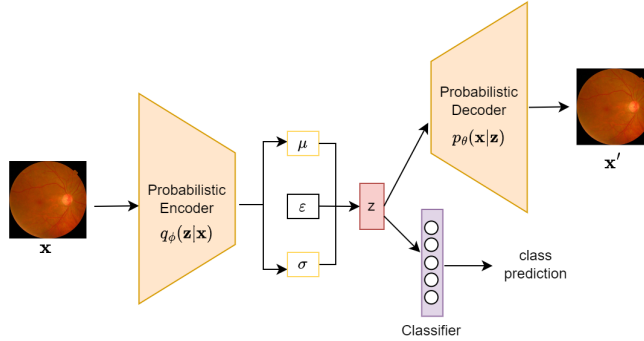 x
Probabilistic
Encoder
qϕ(z|x)
μ
ε
σ
z
Probabilistic
Decoder
pθ(x|z)
x′
Classifier
class
prediction